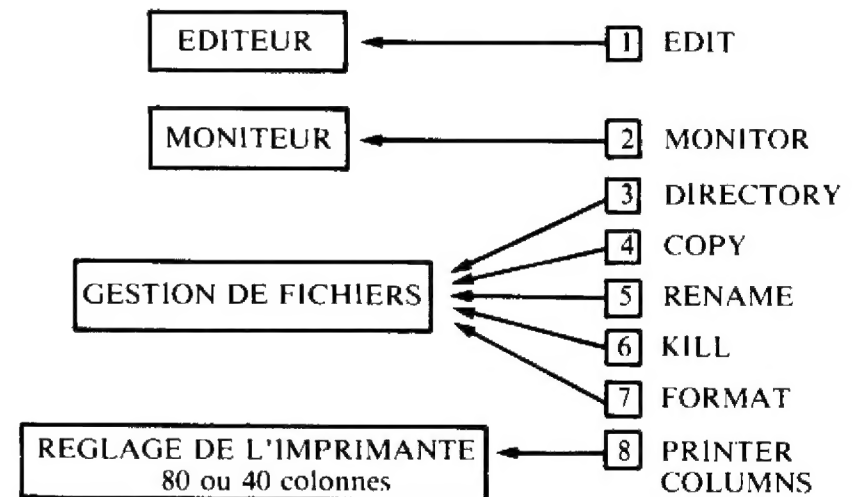 EDITEUR
1 EDIT
MONITEUR
2 MONITOR
3 DIRECTORY
4 COPY
GESTION DE FICHIERS
5 RENAME
6 KILL
7 FORMAT
REGLAGE DE L'IMPRIMANTE
80 ou 40 colonnes
8 PRINTER
COLUMNS